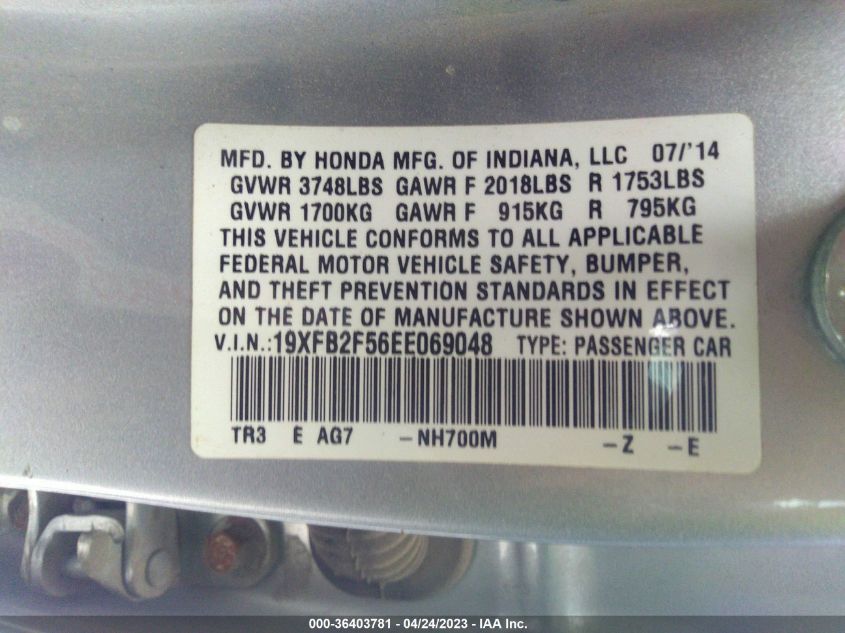 MFD. BY HONDA MFG. OF INDIANA, LLC 07/'14
GVWR 3748LBS GAWR F 2018LBS R 1753LBS
GVWR 1700KG GAWR F 915KG R 795KG
THIS VEHICLE CONFORMS TO ALL APPLICABLE
FEDERAL MOTOR VEHICLE SAFETY, BUMPER,
AND THEFT PREVENTION STANDARDS IN EFFECT
ON THE DATE OF MANUFACTURE SHOWN ABOVE.
V.I.N.:19XFB2F56EE069048 TYPE: PASSENGER CAR
TR3 E AG7 -NH700M -Z -E
000-36403781 - 04/24/2023 - IAA Inc.